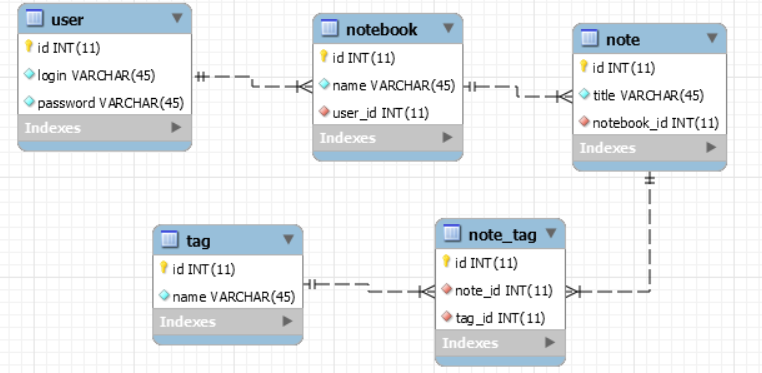 user
id INT(11)
login VARCHAR(45)
password VARCHAR(45)
Indexes
notebook
id INT(11)
name VARCHAR(45)
user_id INT(11)
Indexes
note
id INT(11)
title VARCHAR(45)
notebook_id INT(11)
Indexes
tag
id INT(11)
name VARCHAR(45)
Indexes
note_tag
id INT(11)
note_id INT(11)
tag_id INT(11)
Indexes